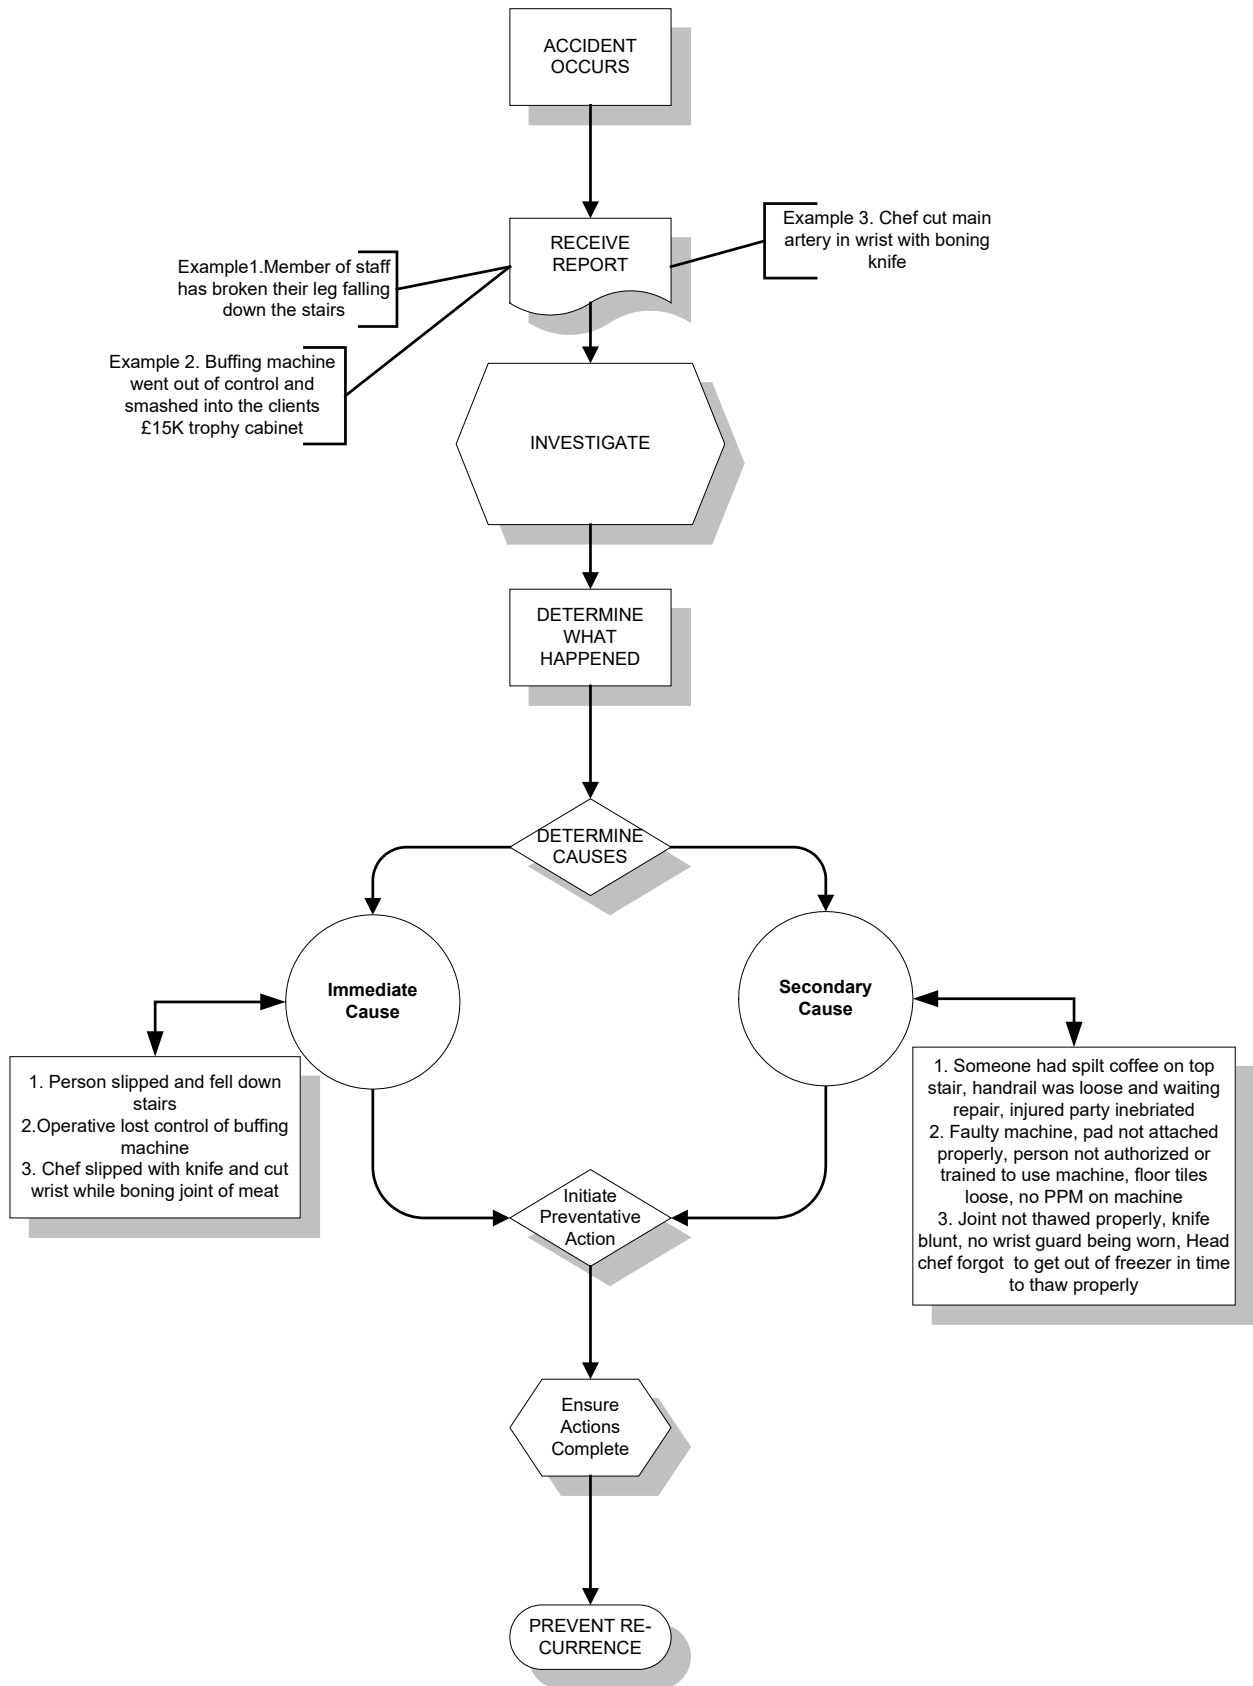 ACCIDENT
OCCURS
RECEIVE
REPORT
Example 3. Chef cut main
artery in wrist with boning
knife
Example1.Member of staff
has broken their leg falling
down the stairs
Example 2. Buffing machine
went out of control and
smashed into the clients
£15K trophy cabinet
INVESTIGATE
DETERMINE
WHAT
HAPPENED
DETERMINE
CAUSES
Immediate
Cause
Secondary
Cause
1. Person slipped and fell down
stairs
2.Operative lost control of buffing
machine
3. Chef slipped with knife and cut
wrist while boning joint of meat
1. Someone had spilt coffee on top
stair, handrail was loose and waiting
repair, injured party inebriated
2. Faulty machine, pad not attached
properly, person not authorized or
trained to use machine, floor tiles
loose, no PPM on machine
3. Joint not thawed properly, knife
blunt, no wrist guard being worn, Head
chef forgot  to get out of freezer in time
to thaw properly
Initiate
Preventative
Action
Ensure
Actions
Complete
PREVENT RE-
CURRENCE